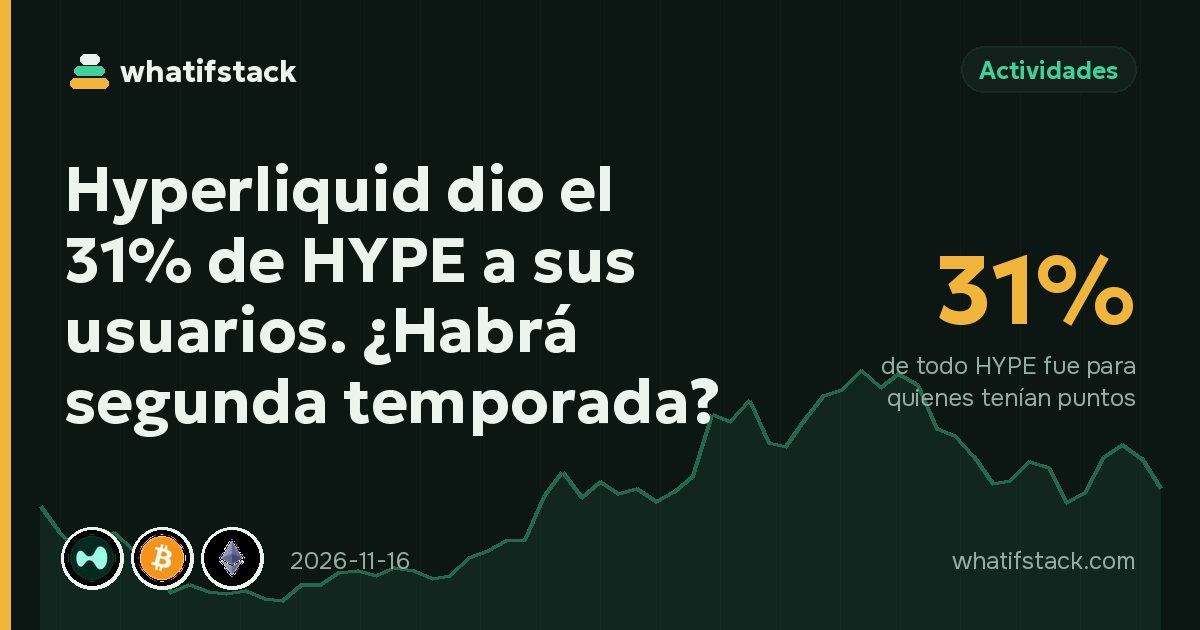 whatifstack
Actividades
Hyperliquid dio el
31% de HYPE a sus
usuarios. ¿Habrá
segunda temporada?
31%
de todo HYPE fue para
quienes tenían puntos
2026-11-16
whatifstack.com